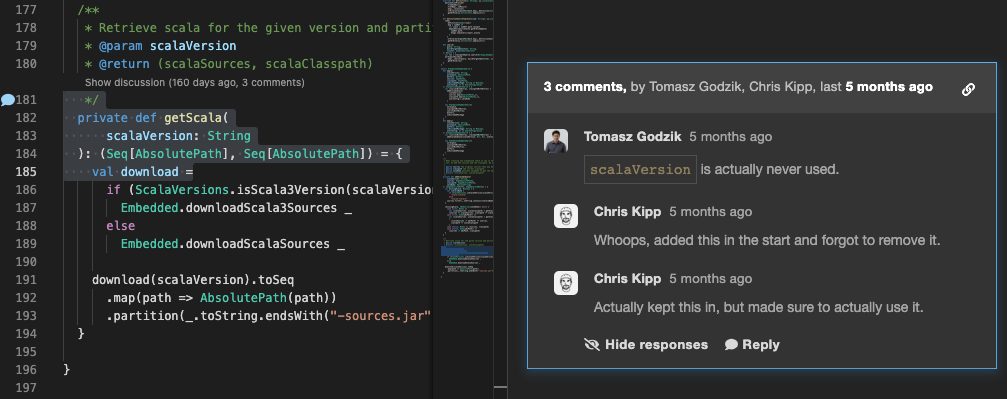 177 /**
178 * Retrieve scala for the given version and parti
179 * @param scalaVersion
180 * @return (scalaSources, scalaClasspath)
Show discussion (160 days ago, 3 comments)
181 */
182 private def getScala(
183 scalaVersion: String
184 ): (Seq[AbsolutePath], Seq[AbsolutePath]) = {
185 val download =
186 if (ScalaVersions.isScala3Version(scalaVersion
187 Embedded.downloadScala3Sources _
188 else
189 Embedded.downloadScalaSources _
190
191 download(scalaVersion).toSeq
192 .map(path => AbsolutePath(path))
193 .partition(_.toString.endsWith("-sources.jar"
194 }
195
196 }
197
3 comments, by Tomasz Godzik, Chris Kipp, last 5 months ago
Tomasz Godzik 5 months ago
scalaVersion is actually never used.
Chris Kipp 5 months ago
Whoops, added this in the start and forgot to remove it.
Chris Kipp 5 months ago
Actually kept this in, but made sure to actually use it.
Hide responses Reply